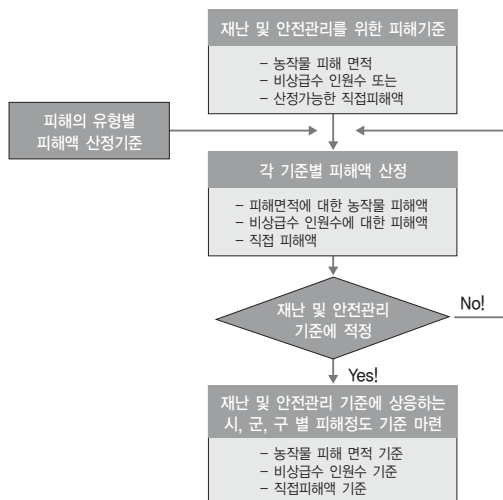 재난 및 안전관리를 위한 피해기준
– 농작물 피해 면적
– 비상급수 인원수 또는
– 산정가능한 직접피해액
피해의 유형별
피해액 산정기준
각 기준별 피해액 산정
– 피해면적에 대한 농작물 피해액
– 비상급수 인원수에 대한 피해액
– 직접 피해액
재난 및 안전관리
기준에 적정
No!
Yes!
재난 및 안전관리 기준에 상응하는
시, 군, 구 별 피해정도 기준 마련
– 농작물 피해 면적 기준
– 비상급수 인원수 기준
– 직접피해액 기준